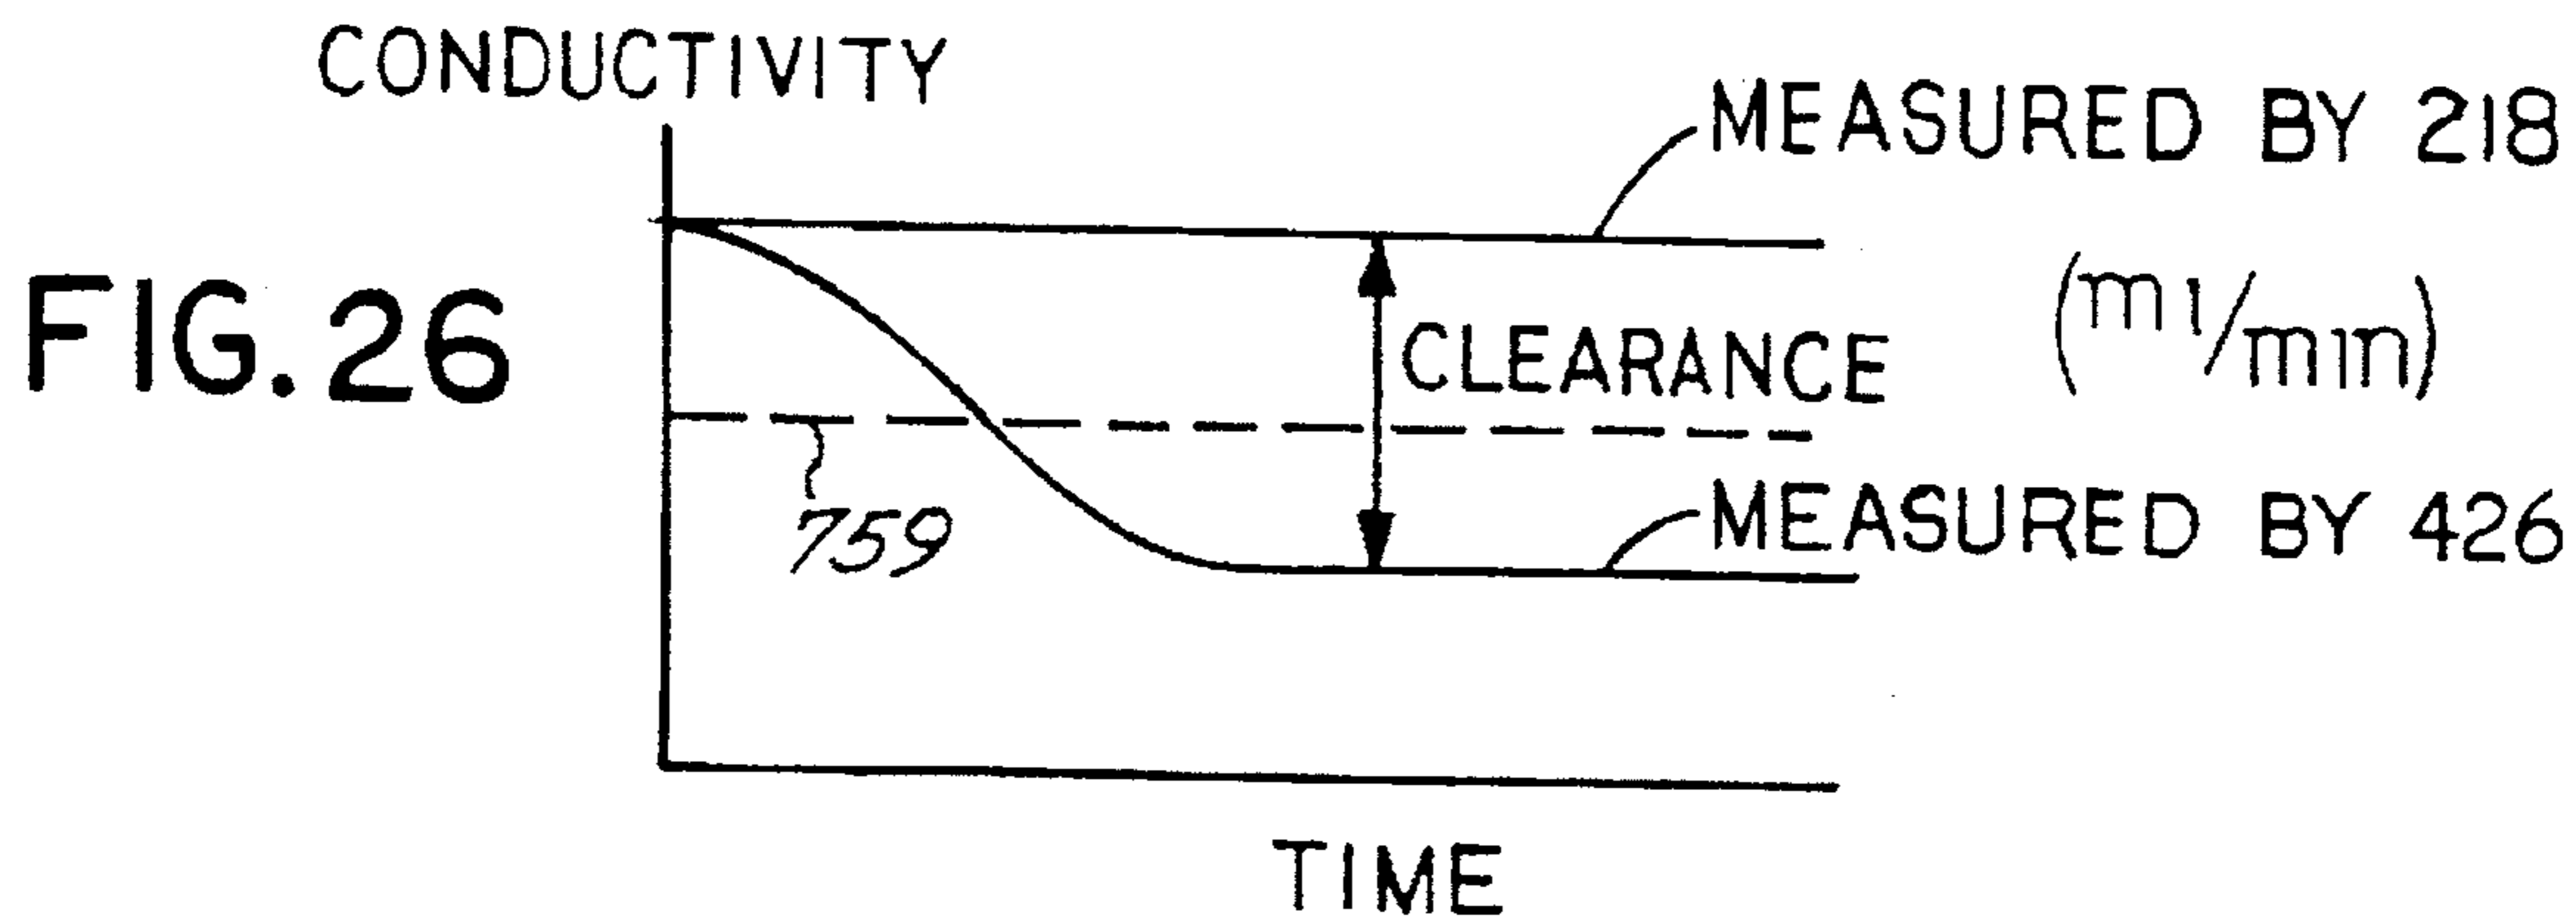 CONDUCTIVITY
MEASURED BY 218
FIG. 26
CLEARANCE (ml/min)
759
MEASURED BY 426
TIME